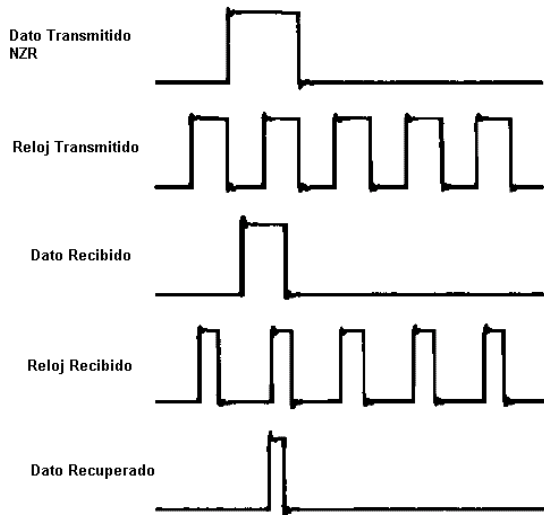 Dato Transmitido
NZR
Reloj Transmitido
Dato Recibido
Reloj Recibido
Dato Recuperado